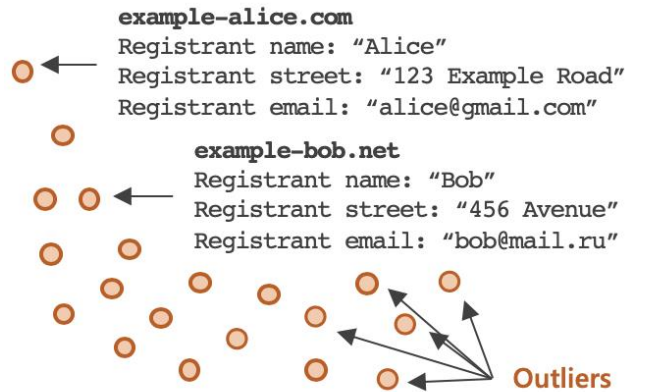 example-alice.com
Registrant name: “Alice”
Registrant street: “123 Example Road”
Registrant email: “alice@gmail.com”
example-bob.net
Registrant name: “Bob”
Registrant street: “456 Avenue”
Registrant email: “bob@mail.ru”
Outliers